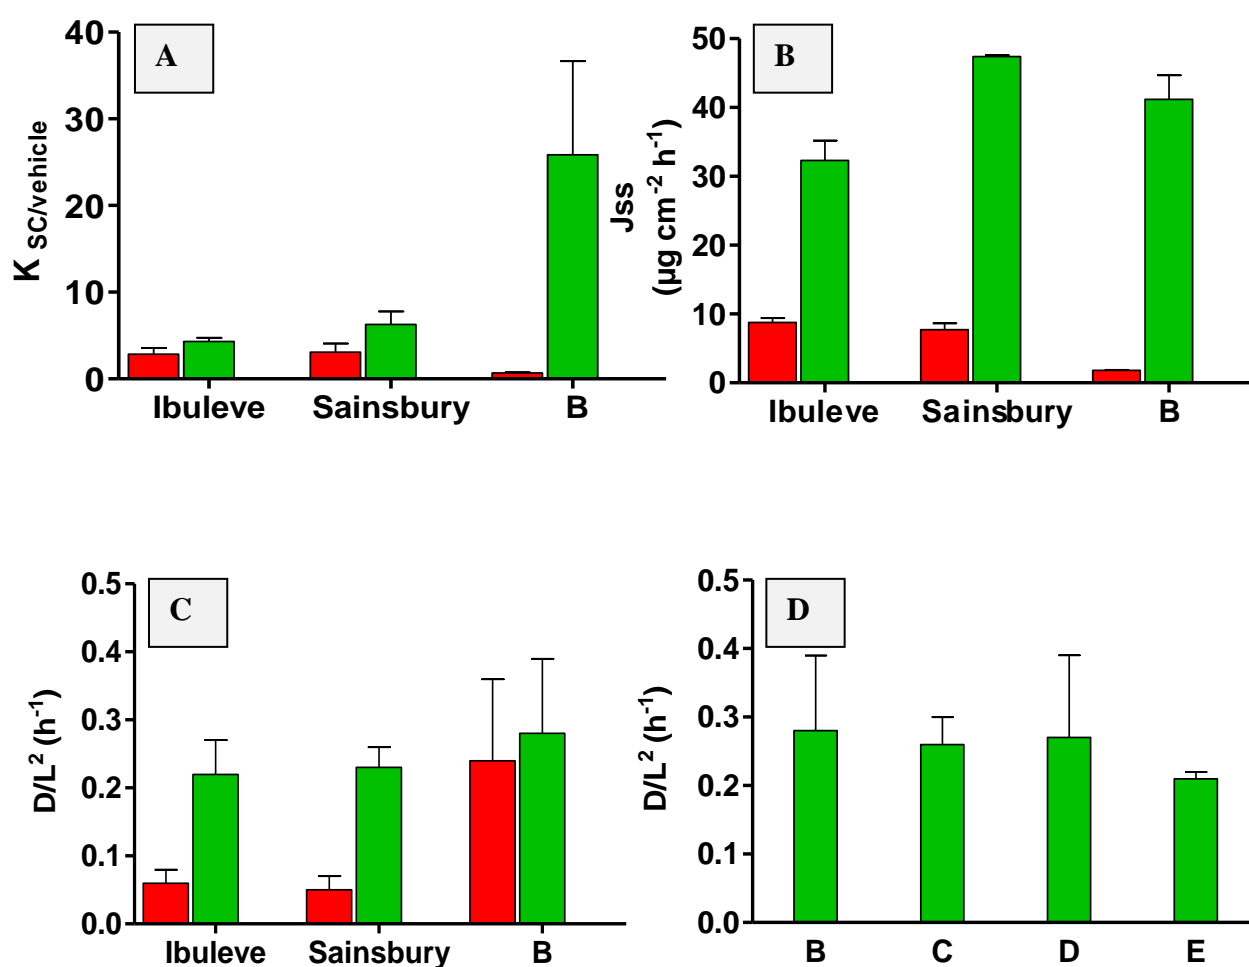 A
K SC/vehicle
40
30
20
10
0
Ibuleve Sainsbury B
B
Jss
(µg cm⁻² h⁻¹)
50
40
30
20
10
0
Ibuleve Sainsbury B
C
D/L² (h⁻¹)
0.5
0.4
0.3
0.2
0.1
0.0
Ibuleve Sainsbury B
D
D/L² (h⁻¹)
0.5
0.4
0.3
0.2
0.1
0.0
B C D E